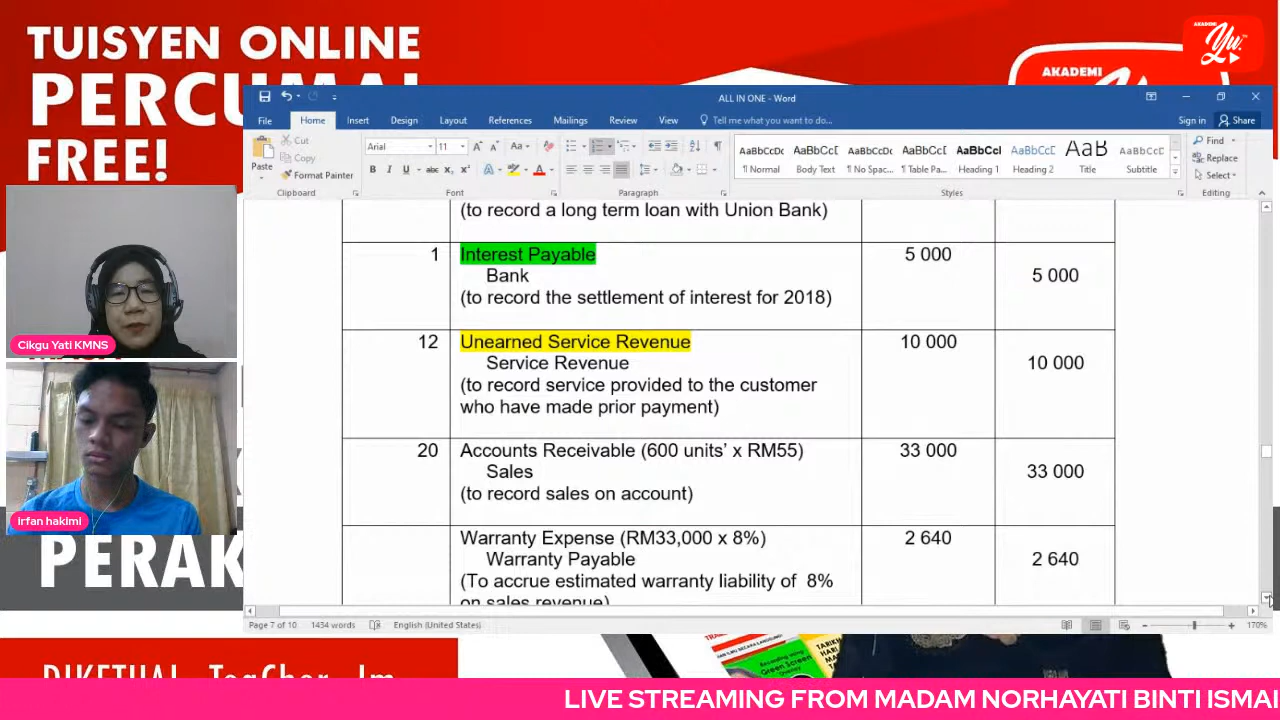 TUISYEN ONLINE
FREE!
AKADEMI
Yu
AKADEMI
ALL IN ONE - Word
File
Home
Insert
Design
Layout
References
Mailings
Review
View
Tell me what you want to do...
Sign in
Share
Paste
Cut
Copy
Format Painter
Clipboard
Arial
11
Font
Paragraph
AaBbCcDc
¶ Normal
AaBbCcI
Body Text
AaBbCcDc
¶ No Spac...
AaBbCcI
¶ Table Pa...
AaBbCcI
Heading 1
AaBbCcI
Heading 2
AaB
Title
AaBbCcC
Subtitle
Styles
Find
Replace
Select
Editing
(to record a long term loan with Union Bank)
1
Interest Payable
5 000
Bank
5 000
(to record the settlement of interest for 2018)
12
Unearned Service Revenue
10 000
Service Revenue
10 000
(to record service provided to the customer
who have made prior payment)
20
Accounts Receivable (600 units’ x RM55)
33 000
Sales
33 000
(to record sales on account)
Warranty Expense (RM33,000 x 8%)
2 640
Warranty Payable
2 640
(To accrue estimated warranty liability of 8%
on sales revenue)
Page 7 of 10
1434 words
English (United States)
170%
Cikgu Yati KMNS
irfan hakimi
PERAK
LIVE STREAMING FROM MADAM NORHAYATI BINTI ISMAI